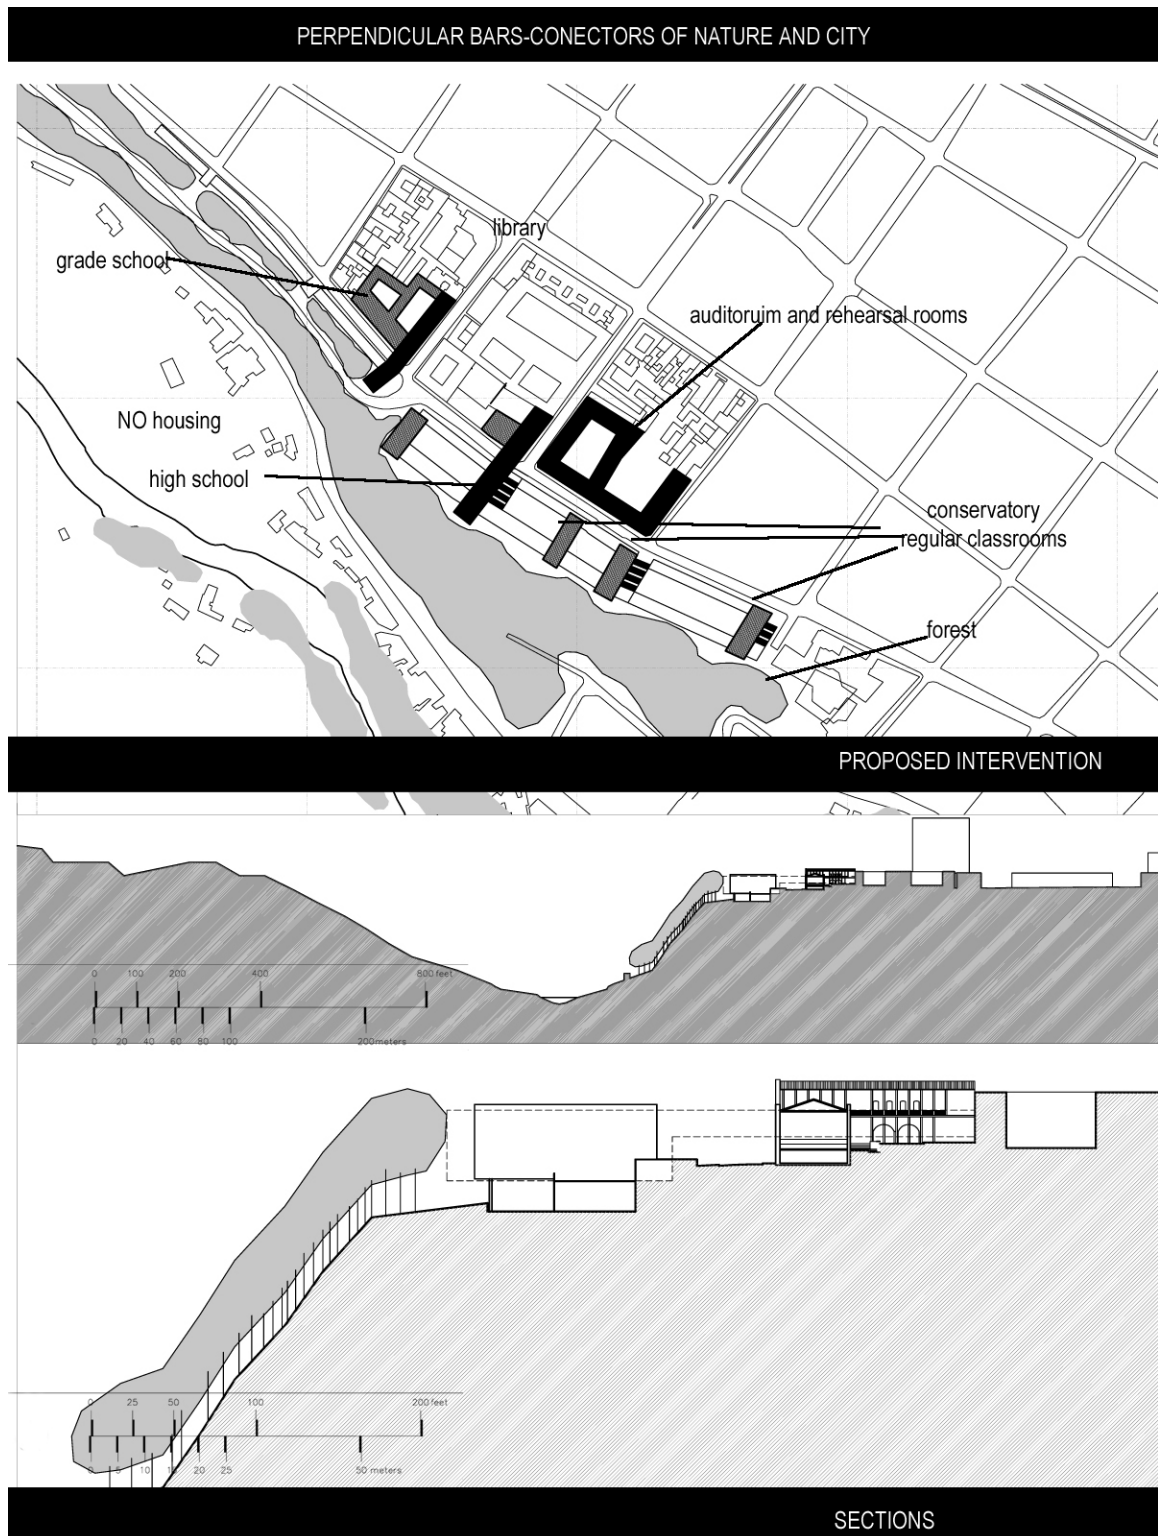 PERPENDICULAR BARS-CONECTORS OF NATURE AND CITY
library
grade school
auditoruim and rehearsal rooms
NO housing
high school
conservatory
regular classrooms
forest
PROPOSED INTERVENTION
0 100 200 400 800 feet
0 20 40 60 80 100 200 meters
0 25 50 100 200 feet
0 5 10 15 20 25 50 meters
SECTIONS